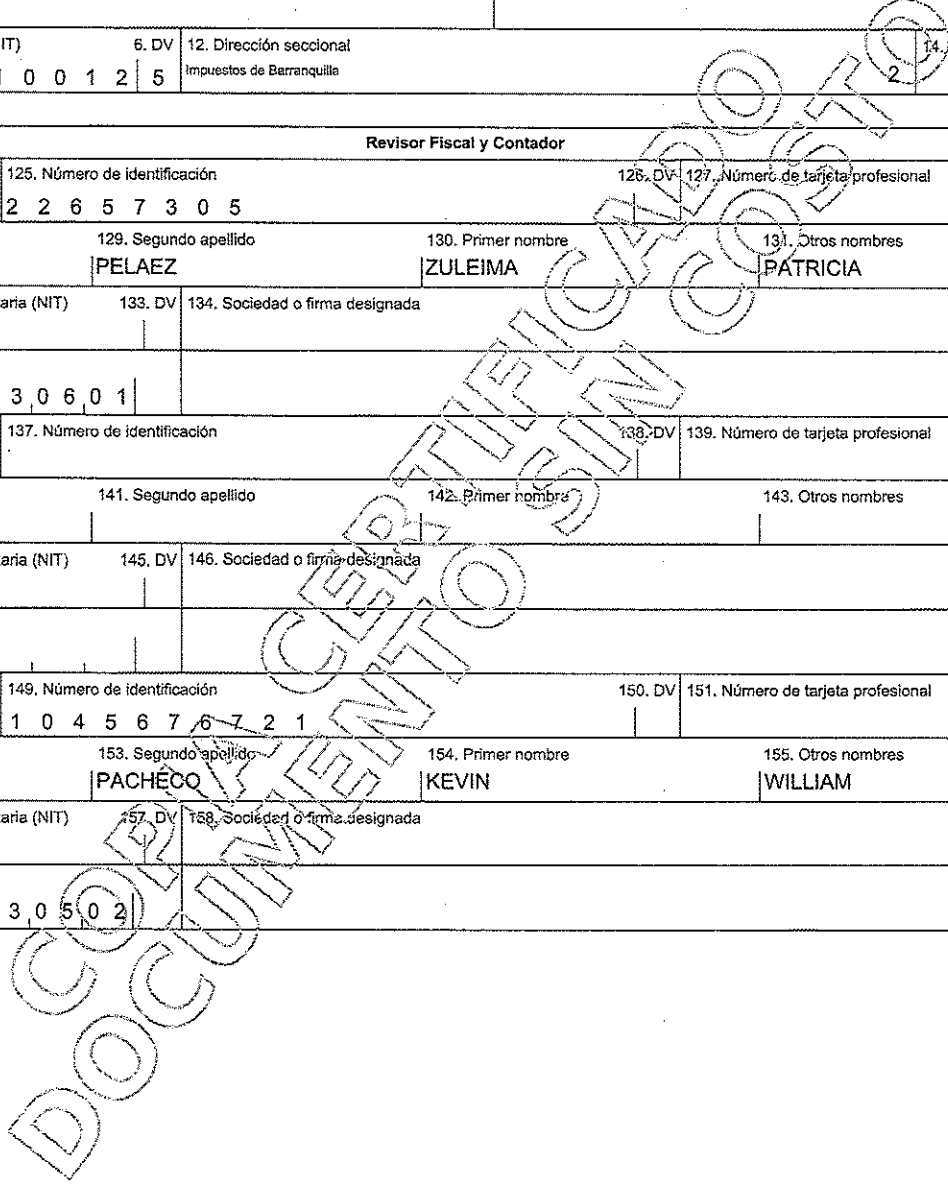 IT) 6. DV 12. Dirección seccional 14.
0 0 1 2 5 Impuestos de Barranquilla 2
Revisor Fiscal y Contador
125. Número de identificación 126. DV 127. Número de tarjeta profesional
2 2 6 5 7 3 0 5
129. Segundo apellido 130. Primer nombre 131. Otros nombres
PELAEZ ZULEIMA PATRICIA
aria (NIT) 133. DV 134. Sociedad o firma designada
3 0 6 0 1
137. Número de identificación 138. DV 139. Número de tarjeta profesional
141. Segundo apellido 142. Primer nombre 143. Otros nombres
aria (NIT) 145. DV 146. Sociedad o firma designada
149. Número de identificación 150. DV 151. Número de tarjeta profesional
1 0 4 5 6 7 6 7 2 1
153. Segundo apellido 154. Primer nombre 155. Otros nombres
PACHECO KEVIN WILLIAM
aria (NIT) 157. DV 158. Sociedad o firma designada
3 0 5 0 2
COPIA CERTIFICADO
DOCUMENTO SIN COSTO